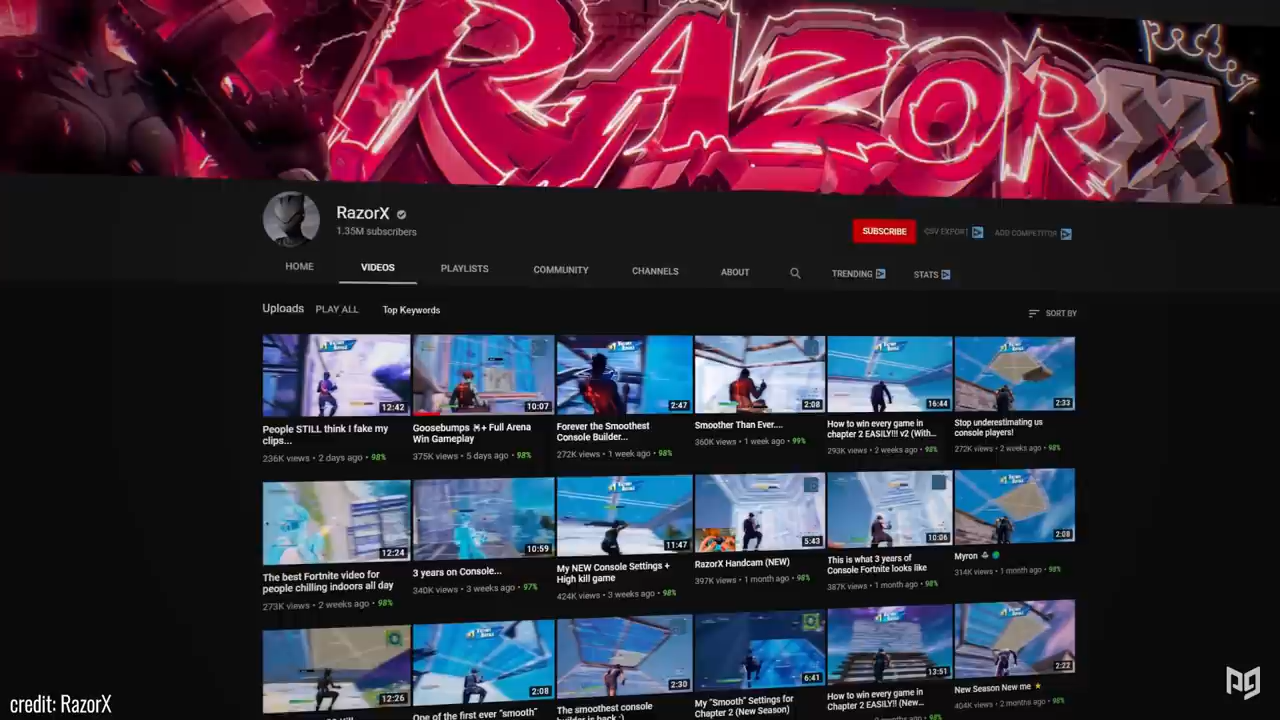 RAZORX
RazorX
1.35M subscribers
SUBSCRIBE
CSV EXPORT
ADD COMPETITOR
HOME
VIDEOS
PLAYLISTS
COMMUNITY
CHANNELS
ABOUT
TRENDING
STATS
Uploads
PLAY ALL
Top Keywords
SORT BY
12:42
10:07
2:47
2:08
16:44
2:33
People STILL think I fake my
clips...
236K views • 2 days ago • 98%
Goosebumps + Full Arena
Win Gameplay
375K views • 5 days ago • 98%
Forever the Smoothest
Console Builder...
272K views • 1 week ago • 98%
Smoother Than Ever....
360K views • 1 week ago • 99%
How to win every game in
chapter 2 EASILY!!! v2 (With...
293K views • 2 weeks ago • 98%
Stop underestimating us
console players!
272K views • 2 weeks ago • 98%
12:24
10:59
11:47
5:43
10:06
2:08
The best Fortnite video for
people chilling indoors all day
273K views • 2 weeks ago • 98%
3 years on Console...
340K views • 3 weeks ago • 97%
My NEW Console Settings +
High kill game
424K views • 3 weeks ago • 98%
RazorX Handcam (NEW)
397K views • 1 month ago • 98%
This is what 3 years of
Console Fortnite looks like
387K views • 1 month ago • 98%
Myron
314K views • 1 month ago • 98%
12:26
2:08
2:30
6:41
13:51
2:22
One of the first ever "smooth"
The smoothest console
builder is back :)
My "Smooth" Settings for
Chapter 2 (New Season)
How to win every game in
Chapter 2 EASILY!! (New...
New Season New me
404K views • 2 months ago • 98%
credit: RazorX